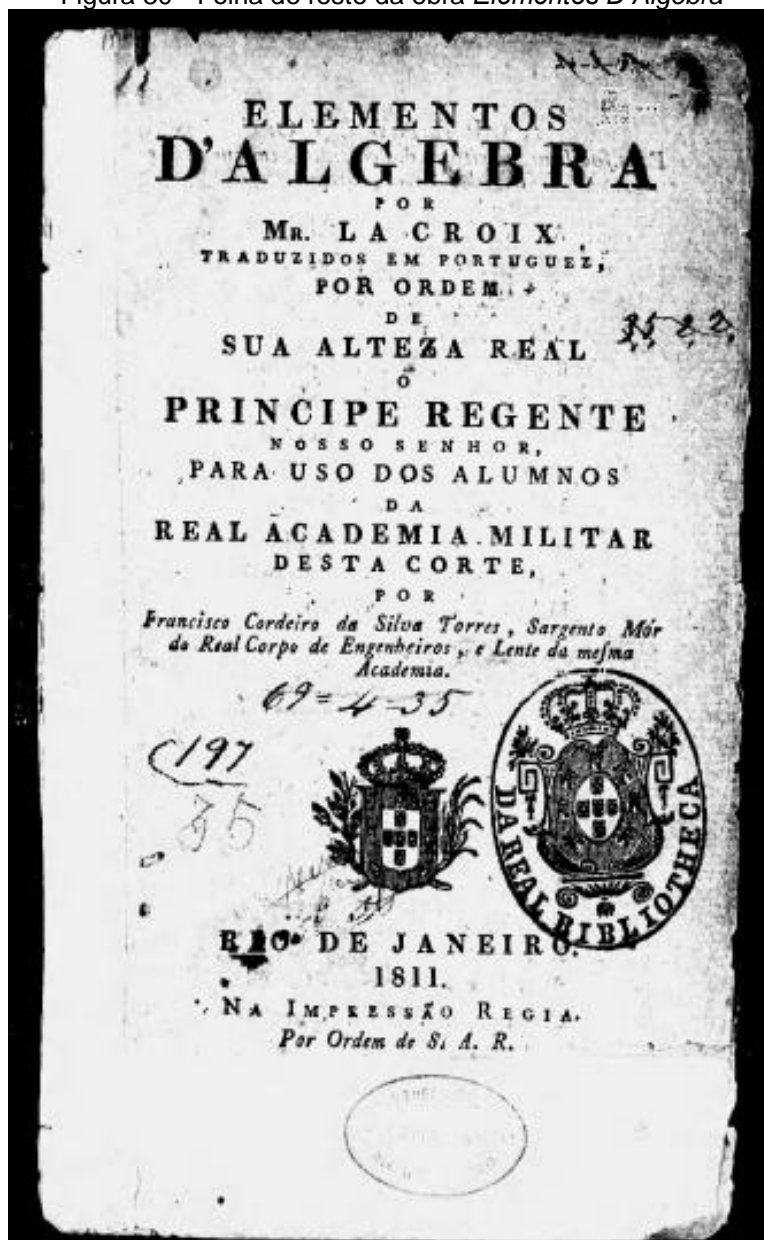 Folha de rosto da obra Elementos D'Algebra
11
ELEMENTOS
D'ALGEBRA
POR
MR. LA CROIX,
TRADUZIDOS EM PORTUGUEZ,
POR ORDEM
DE
SUA ALTEZA REAL
3522
O
PRINCIPE REGENTE
NOSSO SENHOR,
PARA USO DOS ALUMNOS
DA
REAL ACADEMIA MILITAR
DESTA CORTE,
POR
Francisco Cordeiro da Silva Torres, Sargento Mór
do Real Corpo de Engenheiros, e Lente da mesma
Academia.
69=4-35
197
35
DA REAL BIBLIOTHECA
RIO DE JANEIRO.
1811.
NA IMPRESSÃO REGIA.
Por Ordem de S. A. R.